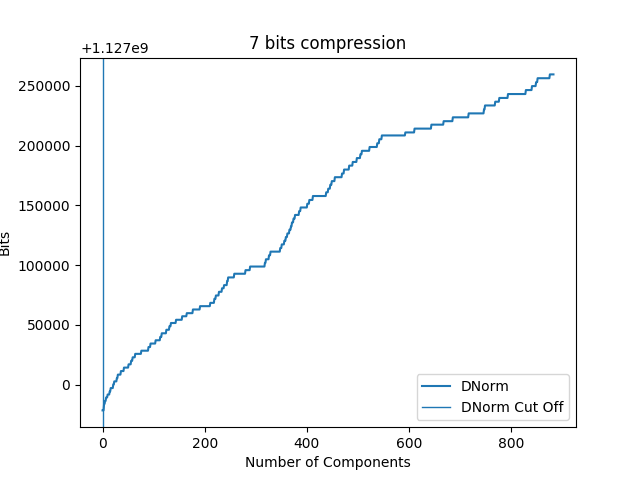 7 bits compression
+1.127e9
250000
200000
150000
100000
50000
0
Bits
0 200 400 600 800
Number of Components
DNorm
DNorm Cut Off